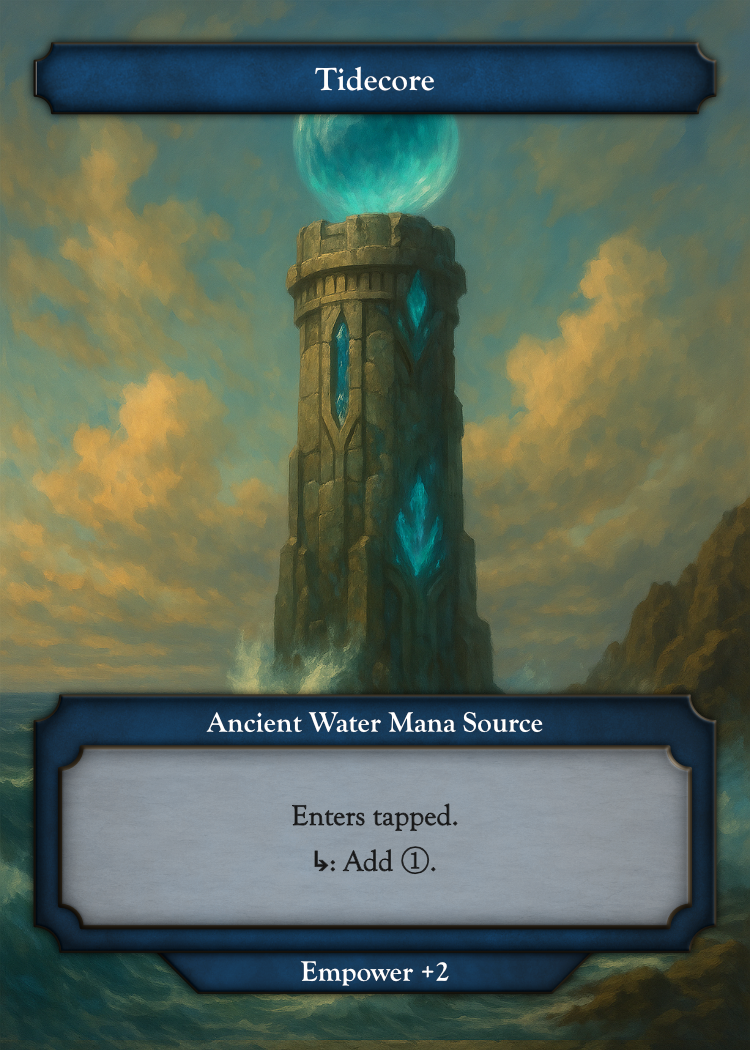 Tidecore
Ancient Water Mana Source
Enters tapped.
↳: Add ①.
Empower +2